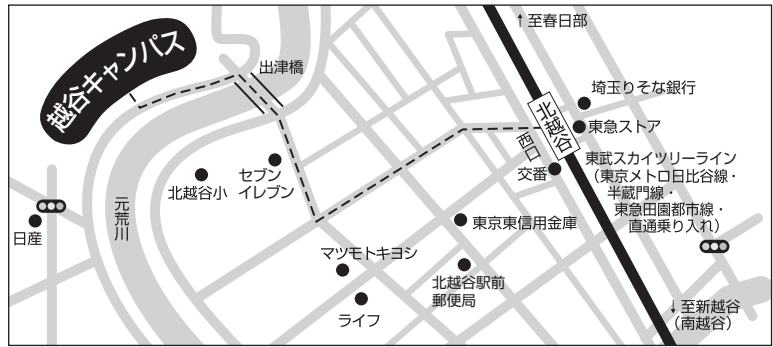 ↑至春日部
越谷キャンパス
出津橋
埼玉りそな銀行
北越谷
東急ストア
西口
交番
東武スカイツリーライン
（東京メトロ日比谷線・
半蔵門線・
東急田園都市線・
直通乗り入れ）
セブン
イレブン
北越谷小
元荒川
日産
東京東信用金庫
マツモトキヨシ
北越谷駅前
郵便局
ライフ
↓至新越谷
（南越谷）